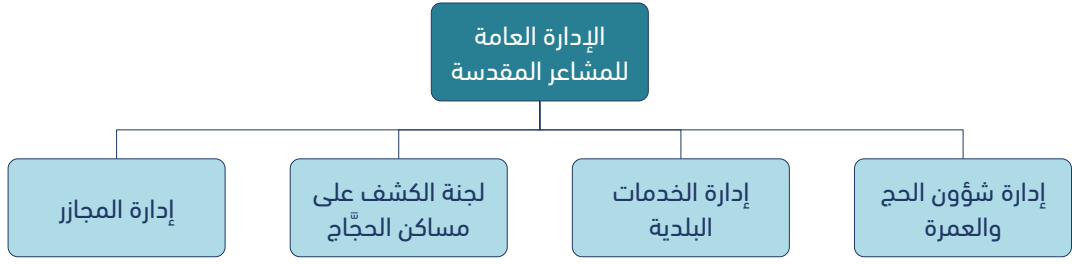 الإدارة العامة
للمشاعر المقدسة
إدارة شؤون الحج
والعمرة
إدارة الخدمات
البلدية
لجنة الكشف على
مساكن الحجَّاج
إدارة المجازر